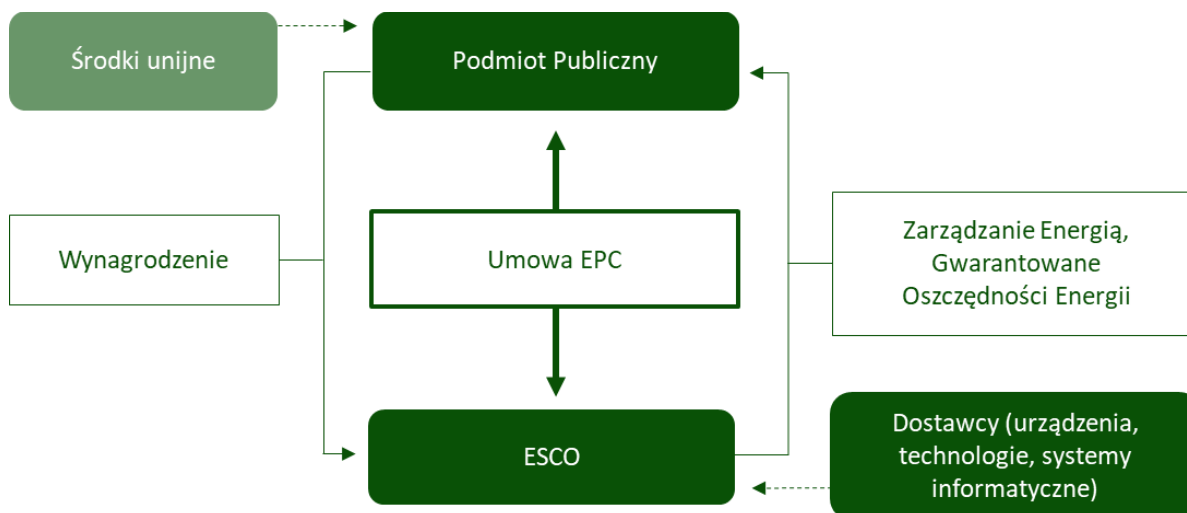 Środki unijne
Podmiot Publiczny
Wynagrodzenie
Umowa EPC
Zarządzanie Energią,
Gwarantowane
Oszczędności Energii
ESCO
Dostawcy (urządzenia,
technologie, systemy
informatyczne)